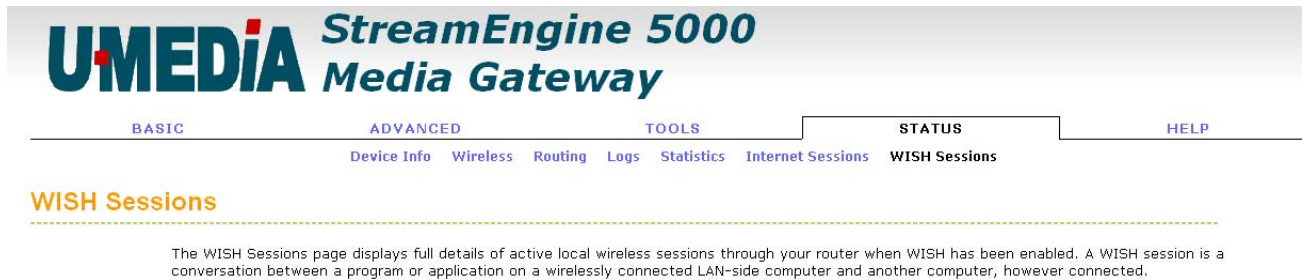 UMEDiA StreamEngine 5000
Media Gateway
BASIC ADVANCED TOOLS STATUS HELP
Device Info Wireless Routing Logs Statistics Internet Sessions WISH Sessions
WISH Sessions
The WISH Sessions page displays full details of active local wireless sessions through your router when WISH has been enabled. A WISH session is a
conversation between a program or application on a wirelessly connected LAN-side computer and another computer, however connected.